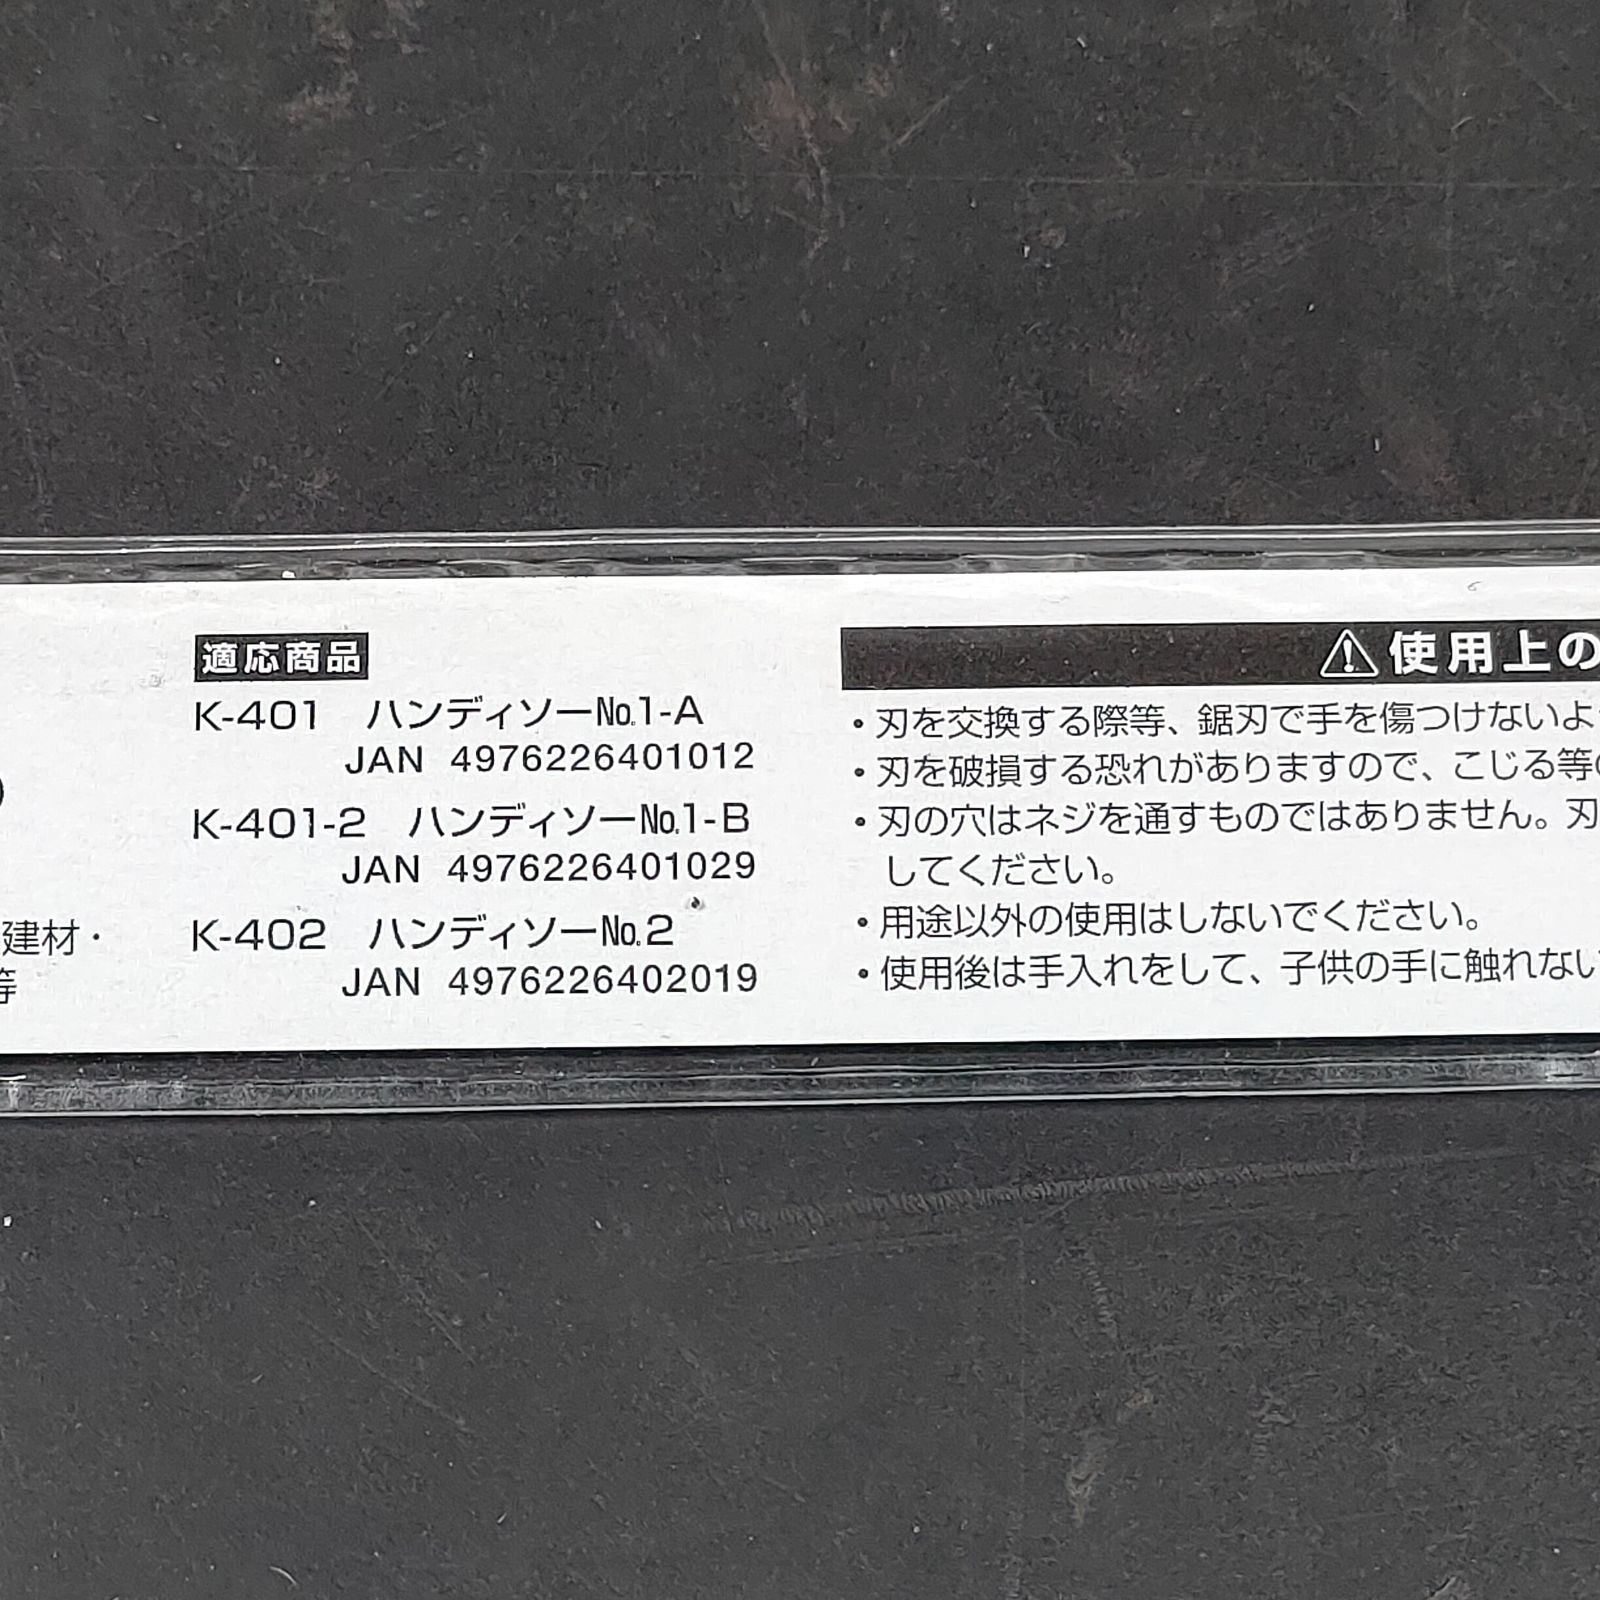 建材・
等
適応商品
K-401 ハンディソー№1-A
JAN 4976226401012
K-401-2 ハンディソー№1-B
JAN 4976226401029
K-402 ハンディソー№2
JAN 4976226402019
⚠使用上の
・刃を交換する際等、鋸刃で手を傷つけないよ
・刃を破損する恐れがありますので、こじる等
・刃の穴はネジを通すものではありません。刃
してください。
・用途以外の使用はしないでください。
・使用後は手入れをして、子供の手に触れない